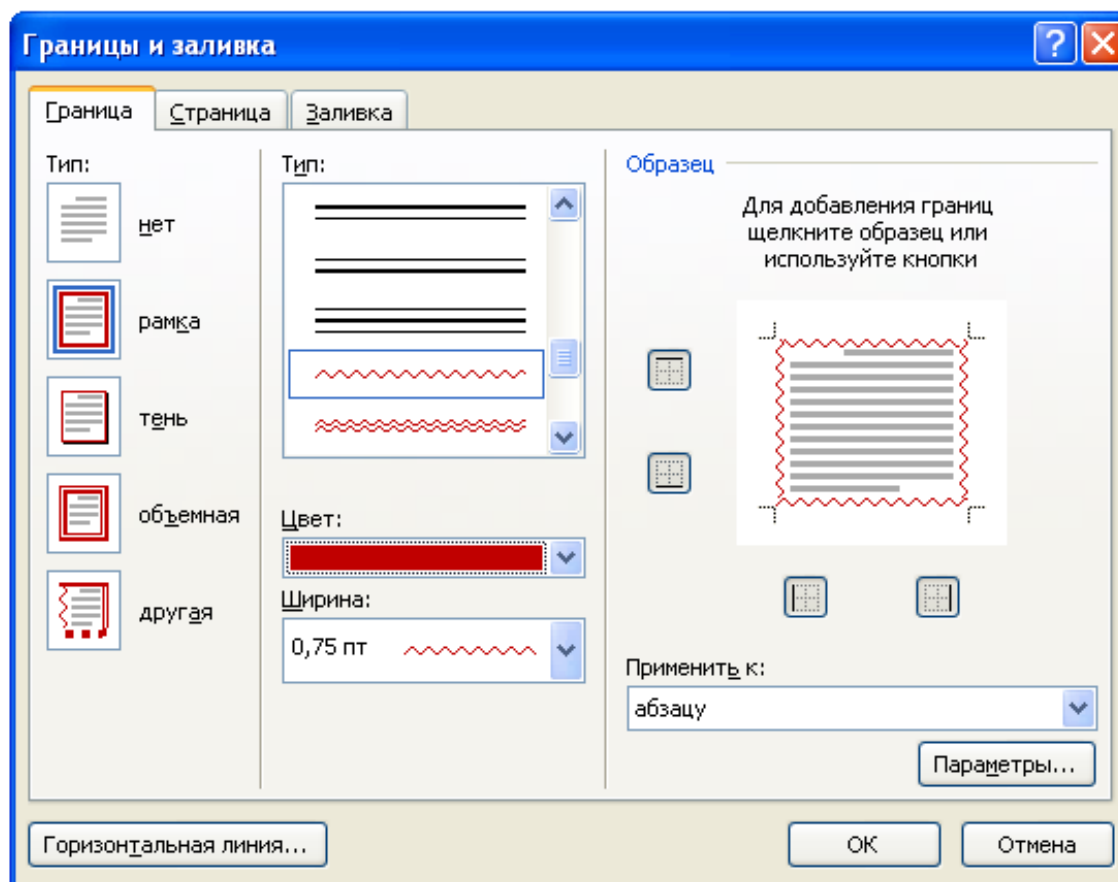 Границы и заливка
Граница
Страница
Заливка
Тип:
нет
рамка
тень
объемная
другая
Тип:
Цвет:
Ширина:
0,75 пт
Образец
Для добавления границ
щелкните образец или
используйте кнопки
Применить к:
абзацу
Параметры...
Горизонтальная линия...
ОК
Отмена